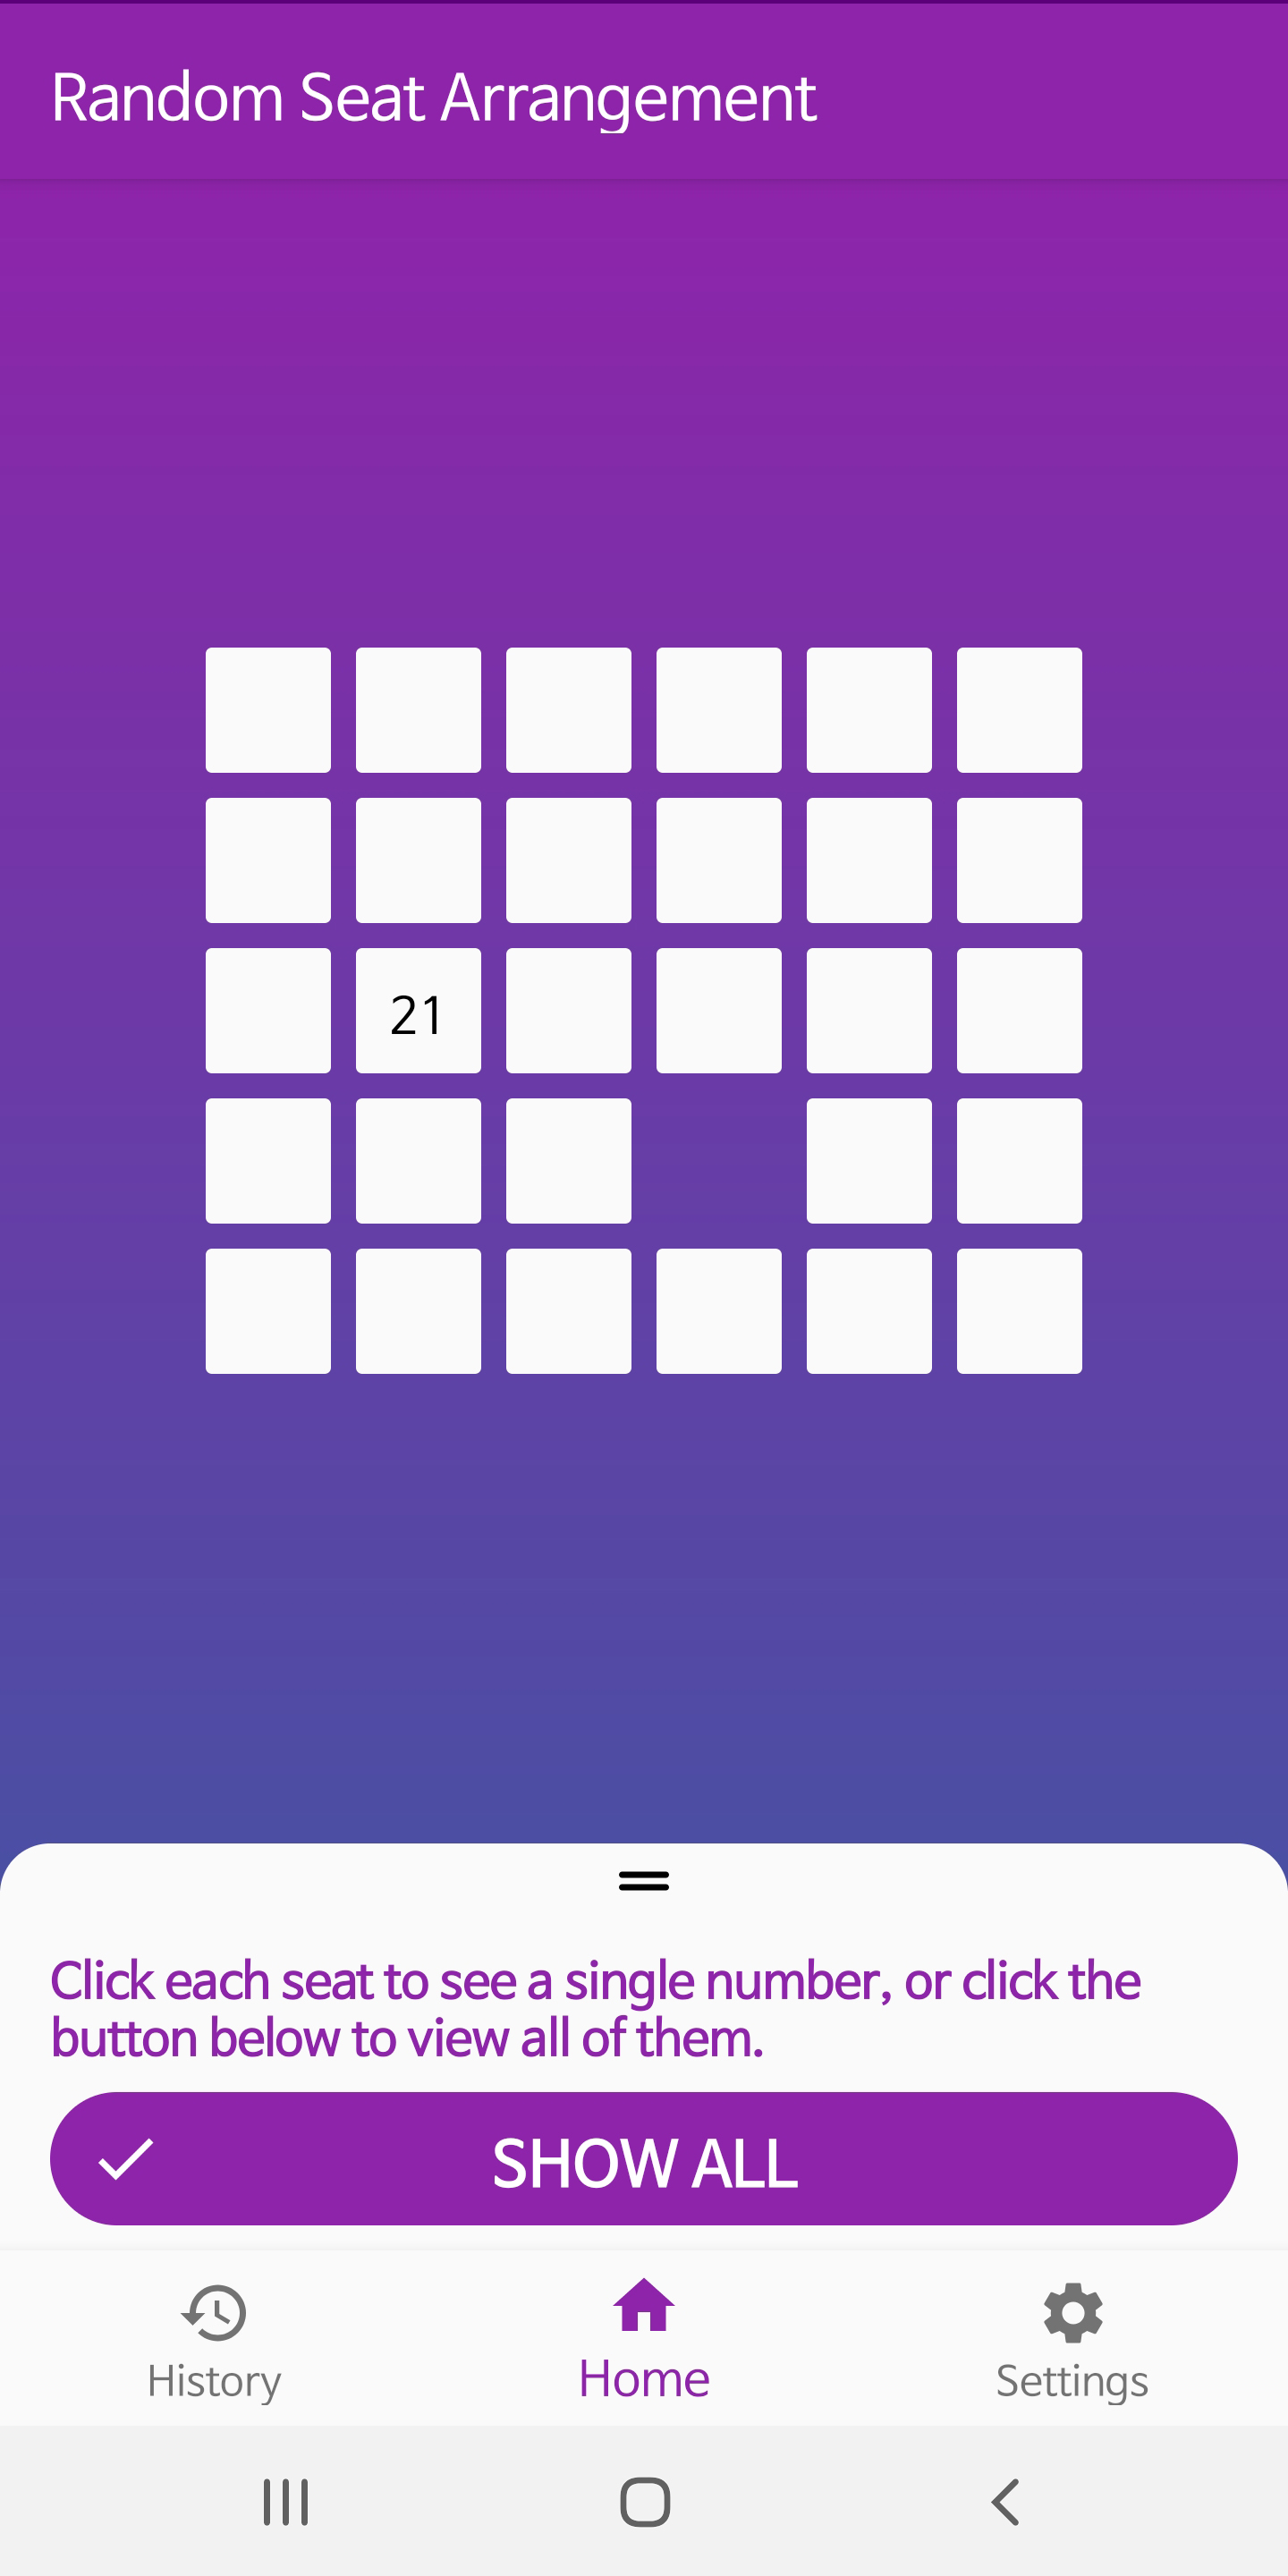 Random Seat Arrangement
21
Click each seat to see a single number, or click the
button below to view all of them.
SHOW ALL
History
Home
Settings